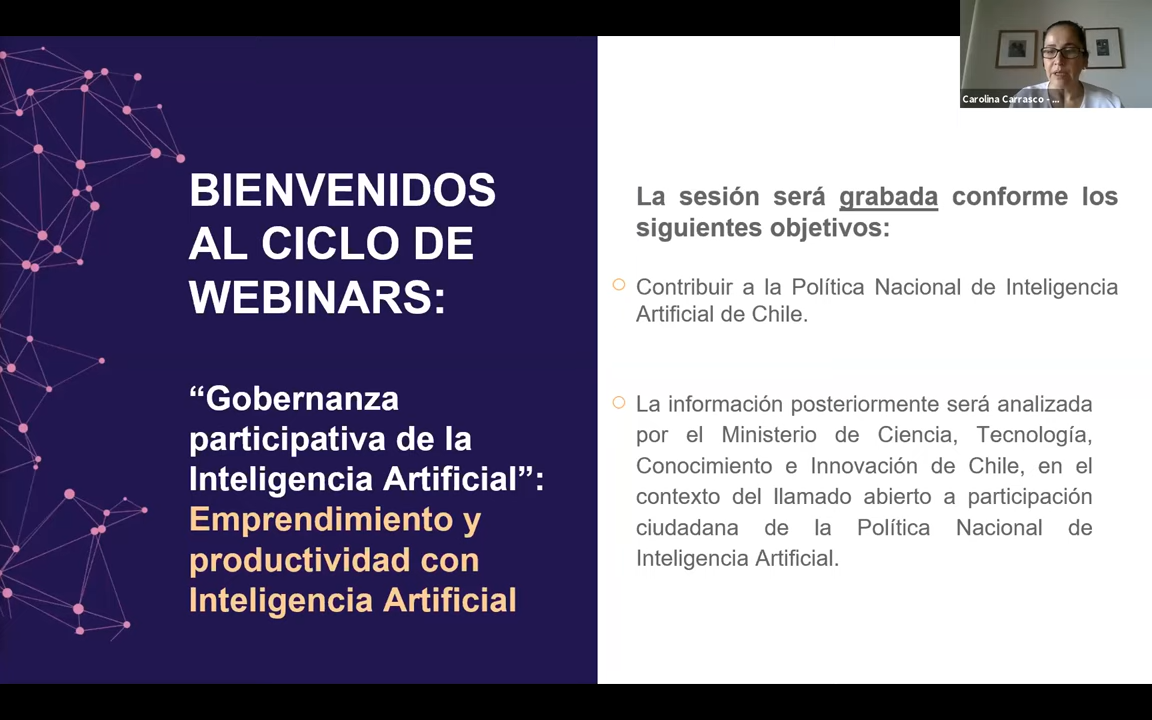 BIENVENIDOS
AL CICLO DE
WEBINARS:
“Gobernanza
participativa de la
Inteligencia Artificial”:
Emprendimiento y
productividad con
Inteligencia Artificial
La sesión será grabada conforme los
siguientes objetivos:
Contribuir a la Política Nacional de Inteligencia
Artificial de Chile.
La información posteriormente será analizada
por el Ministerio de Ciencia, Tecnología,
Conocimiento e Innovación de Chile, en el
contexto del llamado abierto a participación
ciudadana de la Política Nacional de
Inteligencia Artificial.
Carolina Carrasco - ...